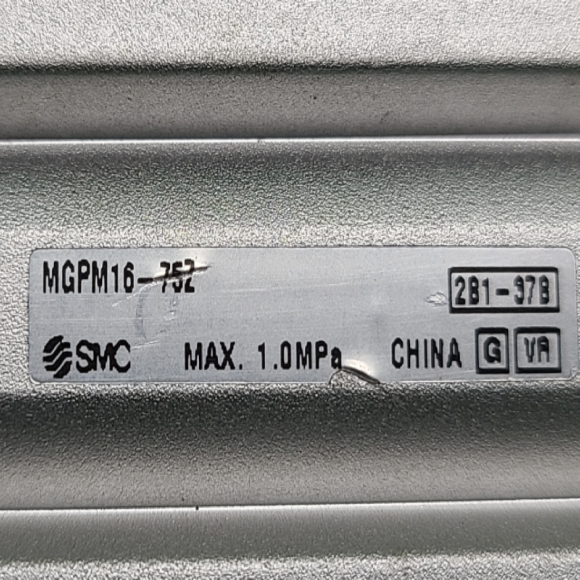 MGPM16-75Z
281-378
SMC MAX. 1.0MPa CHINA G VA